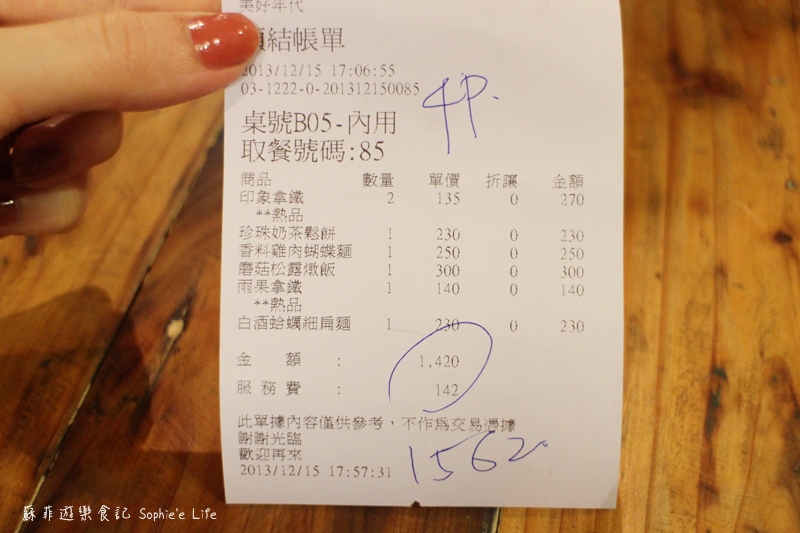 美好年代
預結帳單
2013/12/15 17:06:55
03-1222-0-201312150085
4P.
桌號B05-內用
取餐號碼:85
商品 數量 單價 折讓 金額
印象拿鐵 2 135 0 270
**熱品
珍珠奶茶鬆餅 1 230 0 230
香料雞肉蝴蝶麵 1 250 0 250
磨菇松露燉飯 1 300 0 300
雨果拿鐵 1 140 0 140
**熱品
白酒蛤蠣細扁麵 1 230 0 230
金 額 : 1,420
服務費 : 142
此單據內容僅供參考，不作為交易憑據
謝謝光臨
歡迎再來
2013/12/15 17:57:31
1562
蘇菲遊樂食記 Sophie'e Life